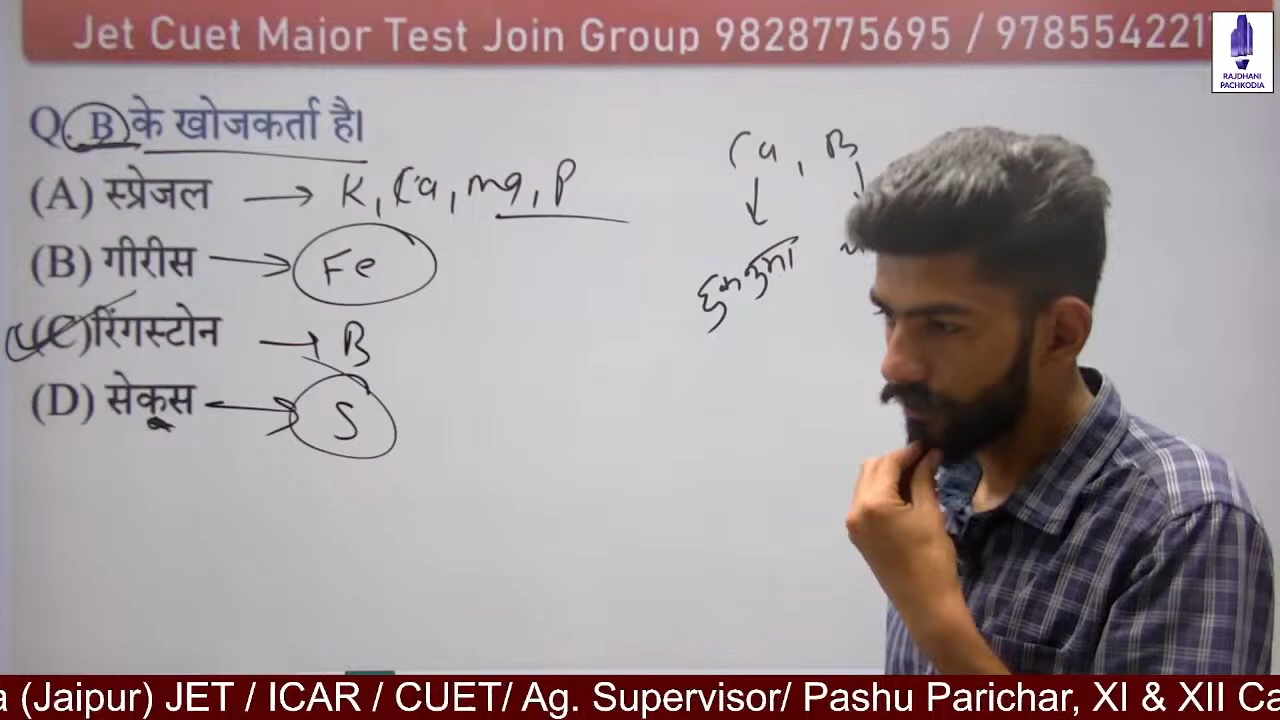 Jet Cuet Major Test Join Group 9828775695 / 978554221
RAJDHANI
PACHKODIA
Q. B के खोजकर्ता है।
(A) स्प्रेजल → K, Ca, mg, P
(B) गीरीस → Fe
(C) रिंगस्टोन → B
(D) सेकूस → S
Ca, B
↓ ↓
a (Jaipur) JET / ICAR / CUET/ Ag. Supervisor/ Pashu Parichar, XI & XII Ca